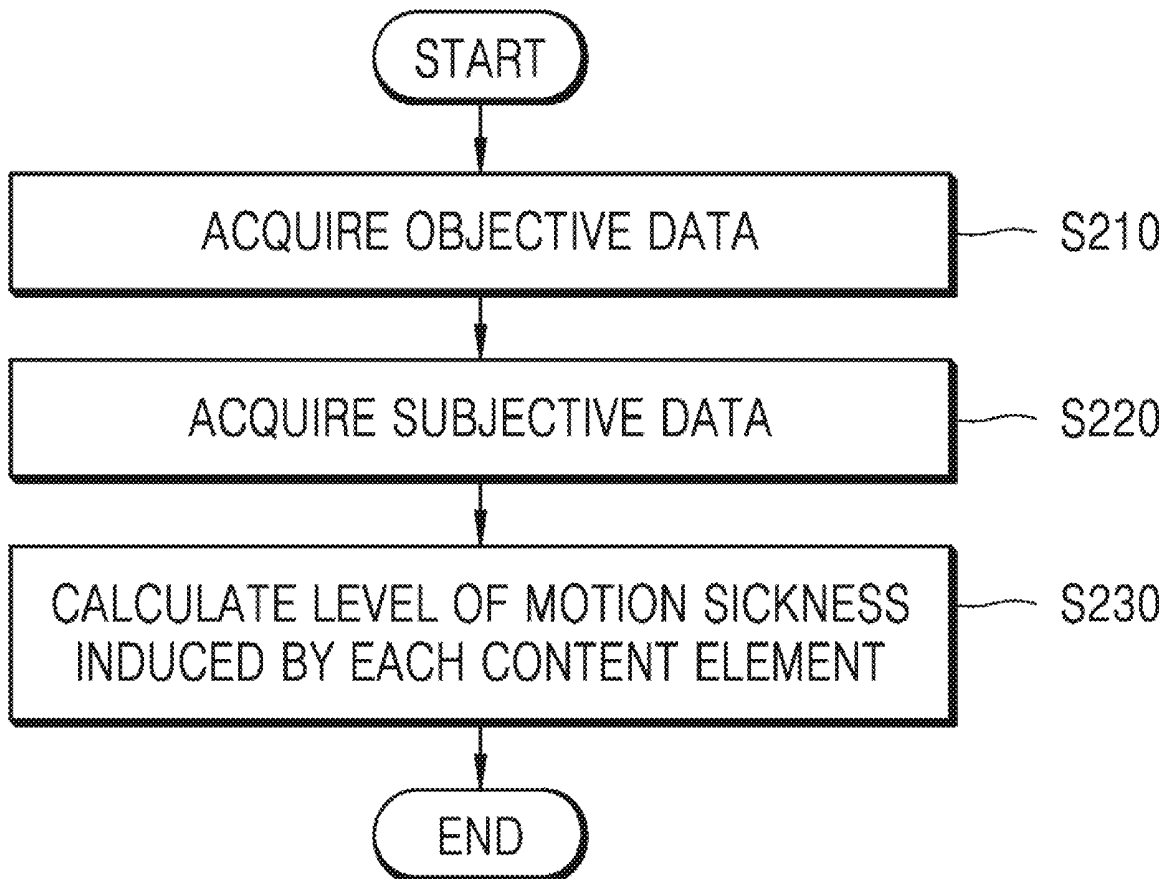 START
ACQUIRE OBJECTIVE DATA
S210
ACQUIRE SUBJECTIVE DATA
S220
CALCULATE LEVEL OF MOTION SICKNESS
INDUCED BY EACH CONTENT ELEMENT
S230
END